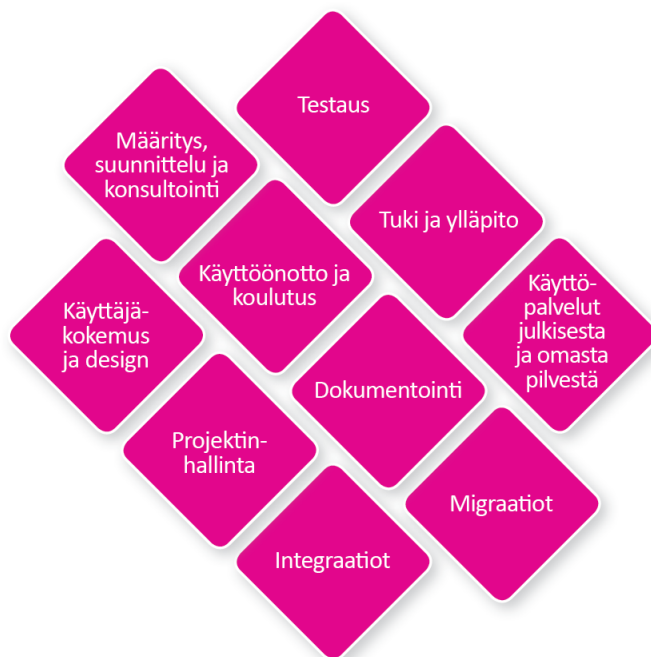 Testaus
Määritys,
suunnittelu ja
konsultointi
Tuki ja ylläpito
Käyttöönotto ja
koulutus
Käyttö-
palvelut
julkisesta
ja omasta
pilvestä
Käyttäjä-
kokemus
ja design
Dokumentointi
Projektin-
hallinta
Migraatiot
Integraatiot